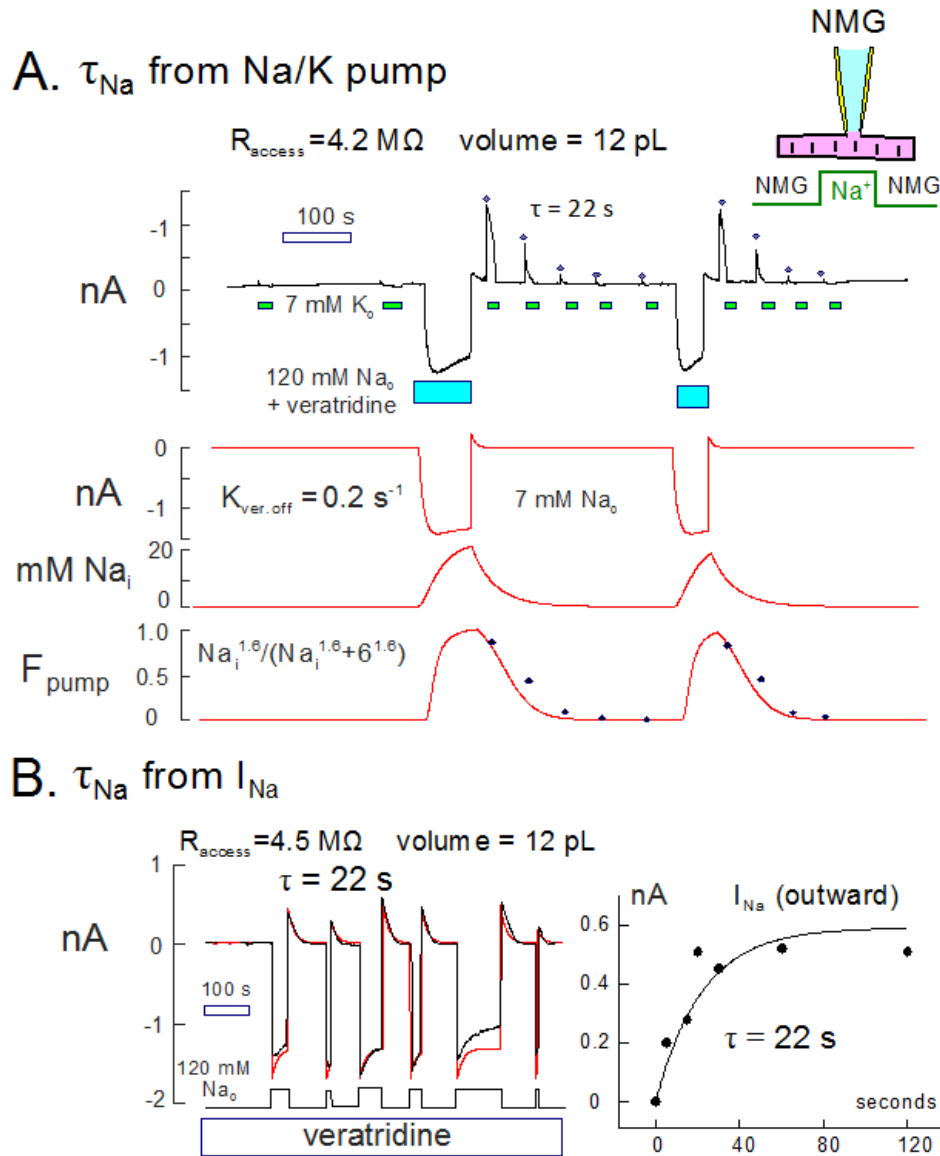 NMG
A. τNa from Na/K pump
Raccess =4.2 MΩ volume = 12 pL
NMG Na+ NMG
100 s
τ = 22 s
-1
nA
0
7 mM Ko
-1
120 mM Nao
+ veratridine
0
nA
Kver.off = 0.2 s-1
7 mM Nao
-1
20
mM Nai
0
1.0
Nai1.6/(Nai1.6+61.6)
Fpump
0.5
0
B. τNa from INa
Raccess =4.5 MΩ volume = 12 pL
1
τ = 22 s
nA
0
100 s
-1
120 mM
Nao
-2
veratridine
nA
INa (outward)
0.6
0.4
0.2
τ = 22 s
0
seconds
0 40 80 120